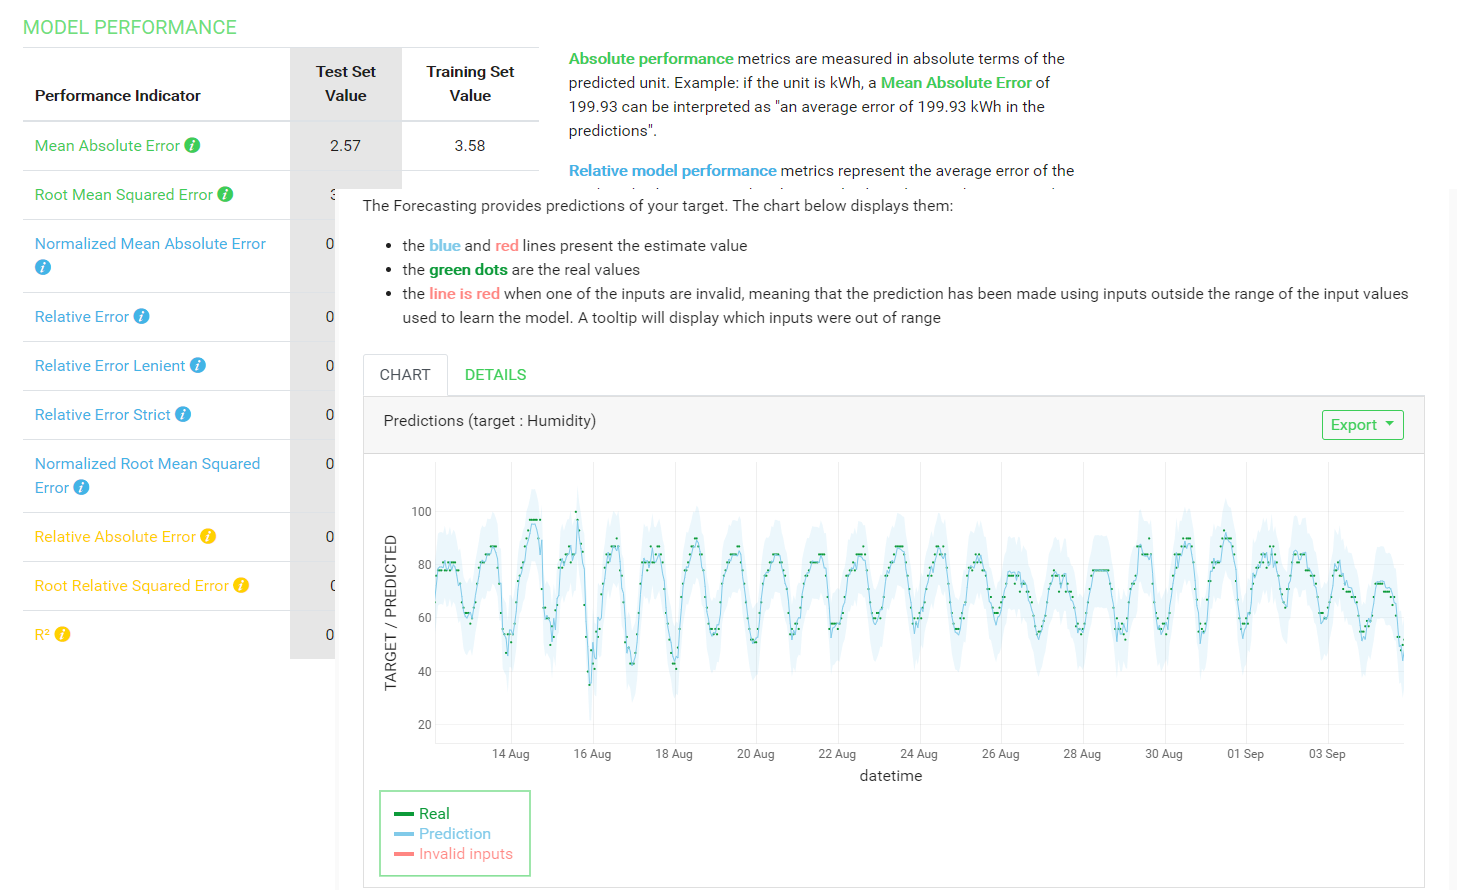 MODEL PERFORMANCE
Performance Indicator
Test Set
Value
Training Set
Value
Mean Absolute Error
2.57
3.58
Root Mean Squared Error
Normalized Mean Absolute Error
0
Relative Error
0
Relative Error Lenient
0
Relative Error Strict
0
Normalized Root Mean Squared
Error
0
Relative Absolute Error
0
Root Relative Squared Error
R²
0
Absolute performance metrics are measured in absolute terms of the
predicted unit. Example: if the unit is kWh, a Mean Absolute Error of
199.93 can be interpreted as "an average error of 199.93 kWh in the
predictions".
Relative model performance metrics represent the average error of the
The Forecasting provides predictions of your target. The chart below displays them:
• the blue and red lines present the estimate value
• the green dots are the real values
• the line is red when one of the inputs are invalid, meaning that the prediction has been made using inputs outside the range of the input values
used to learn the model. A tooltip will display which inputs were out of range
CHART
DETAILS
Predictions (target : Humidity)
Export
TARGET / PREDICTED
100
80
60
40
20
14 Aug
16 Aug
18 Aug
20 Aug
22 Aug
24 Aug
26 Aug
28 Aug
30 Aug
01 Sep
03 Sep
datetime
Real
Prediction
Invalid inputs